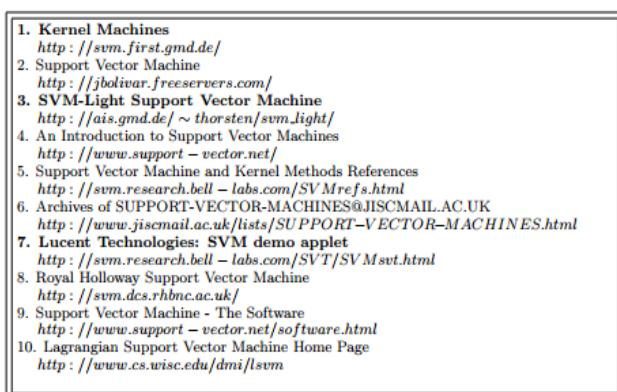 1. Kernel Machines
http : //svm.first.gmd.de/
2. Support Vector Machine
http : //jbolivar.freeservers.com/
3. SVM-Light Support Vector Machine
http : //ais.gmd.de/ ∼ thorsten/svm_light/
4. An Introduction to Support Vector Machines
http : //www.support − vector.net/
5. Support Vector Machine and Kernel Methods References
http : //svm.research.bell − labs.com/SVMrefs.html
6. Archives of SUPPORT-VECTOR-MACHINES@JISCMAIL.AC.UK
http : //www.jiscmail.ac.uk/lists/SUPPORT−VECTOR−MACHINES.html
7. Lucent Technologies: SVM demo applet
http : //svm.research.bell − labs.com/SVT/SVMsvt.html
8. Royal Holloway Support Vector Machine
http : //svm.dcs.rhbnc.ac.uk/
9. Support Vector Machine - The Software
http : //www.support − vector.net/software.html
10. Lagrangian Support Vector Machine Home Page
http : //www.cs.wisc.edu/dmi/lsvm